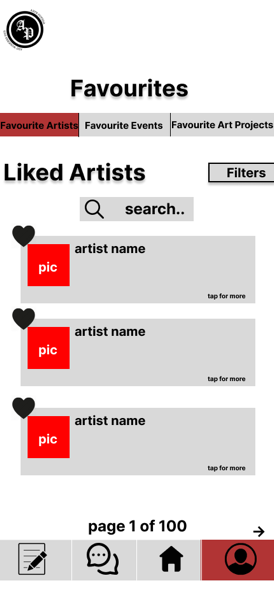 AP
Favourites
Favourite Artists Favourite Events Favourite Art Projects
Liked Artists
Filters
search..
artist name
pic
tap for more
artist name
pic
tap for more
artist name
pic
tap for more
page 1 of 100